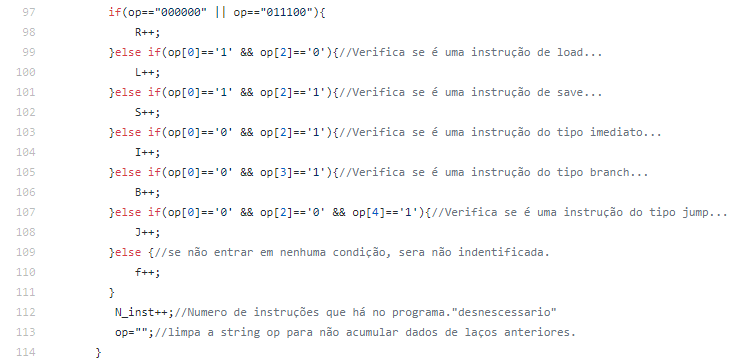 97 if(op=="000000" || op=="011100"){
98 R++;
99 }else if(op[0]=='1' && op[2]=='0'){//Verifica se é uma instrução de load...
100 L++;
101 }else if(op[0]=='1' && op[2]=='1'){//Verifica se é uma instrução de save...
102 S++;
103 }else if(op[0]=='0' && op[2]=='1'){//Verifica se é uma instrução do tipo imediato...
104 I++;
105 }else if(op[0]=='0' && op[3]=='1'){//Verifica se é uma instrução do tipo branch...
106 B++;
107 }else if(op[0]=='0' && op[2]=='0' && op[4]=='1'){//Verifica se é uma instrução do tipo jump...
108 J++;
109 }else {//se não entrar em nenhuma condição, sera não indentificada.
110 f++;
111 }
112 N_inst++;//Numero de instruções que há no programa."desnescessario"
113 op="";//limpa a string op para não acumular dados de laços anteriores.
114 }